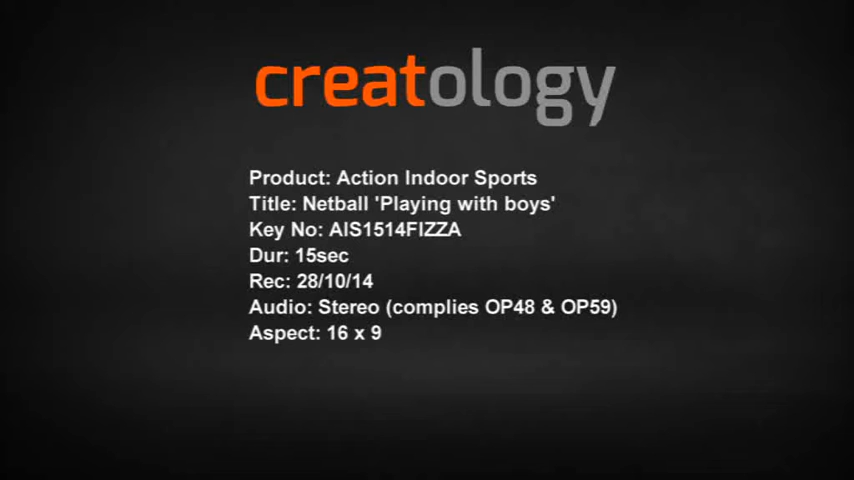 creatology
Product: Action Indoor Sports
Title: Netball 'Playing with boys'
Key No: AIS1514FIZZA
Dur: 15sec
Rec: 28/10/14
Audio: Stereo (complies OP48 & OP59)
Aspect: 16 x 9